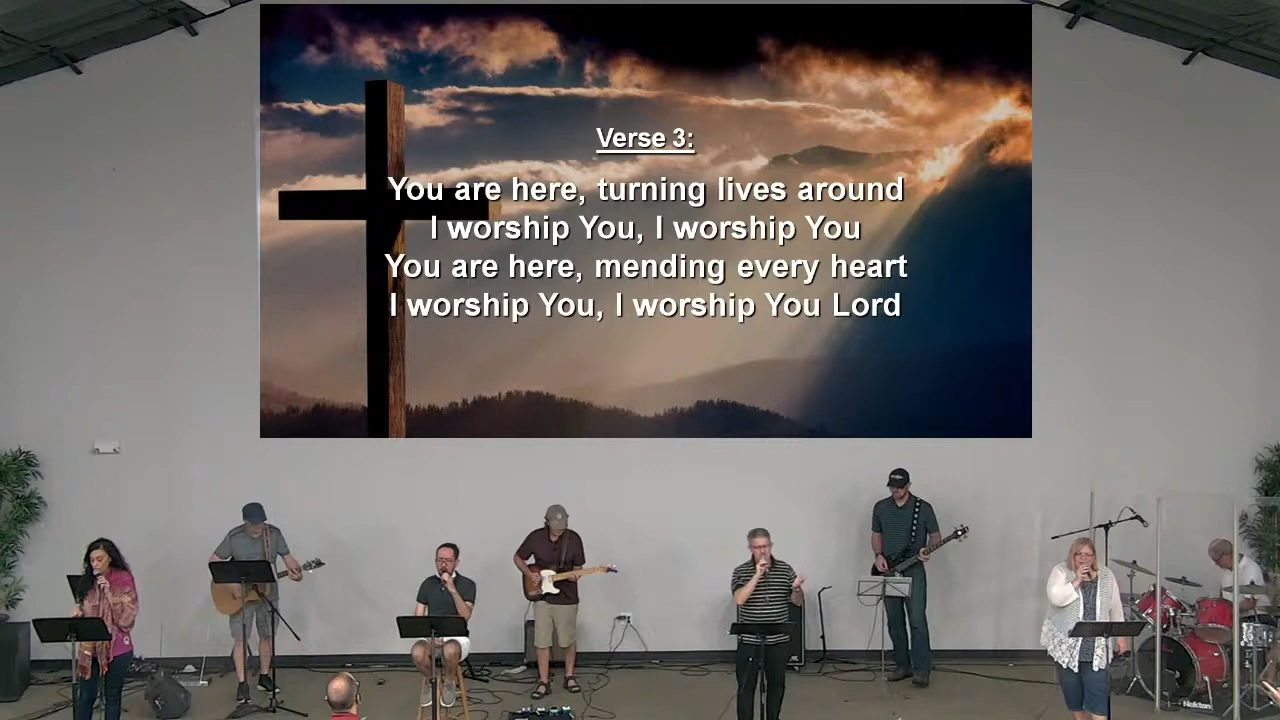 Verse 3:
You are here, turning lives around
I worship You, I worship You
You are here, mending every heart
I worship You, I worship You Lord